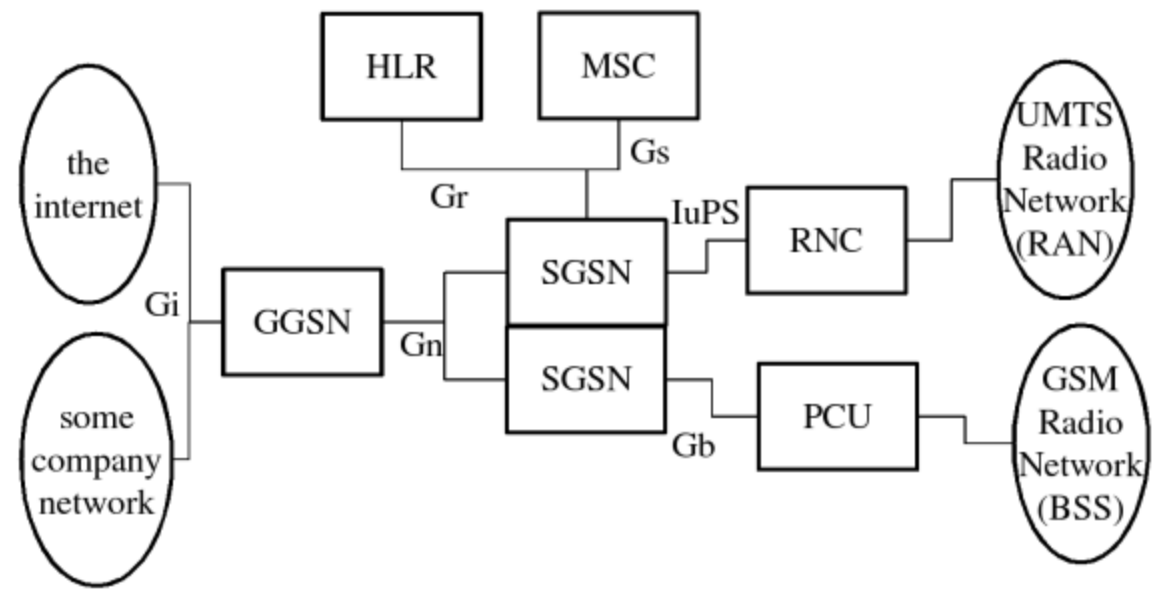 HLR
MSC
the
internet
Gs
Gr
UMTS
Radio
Network
(RAN)
IuPS
RNC
SGSN
Gi
GGSN
Gn
SGSN
some
company
network
Gb
PCU
GSM
Radio
Network
(BSS)